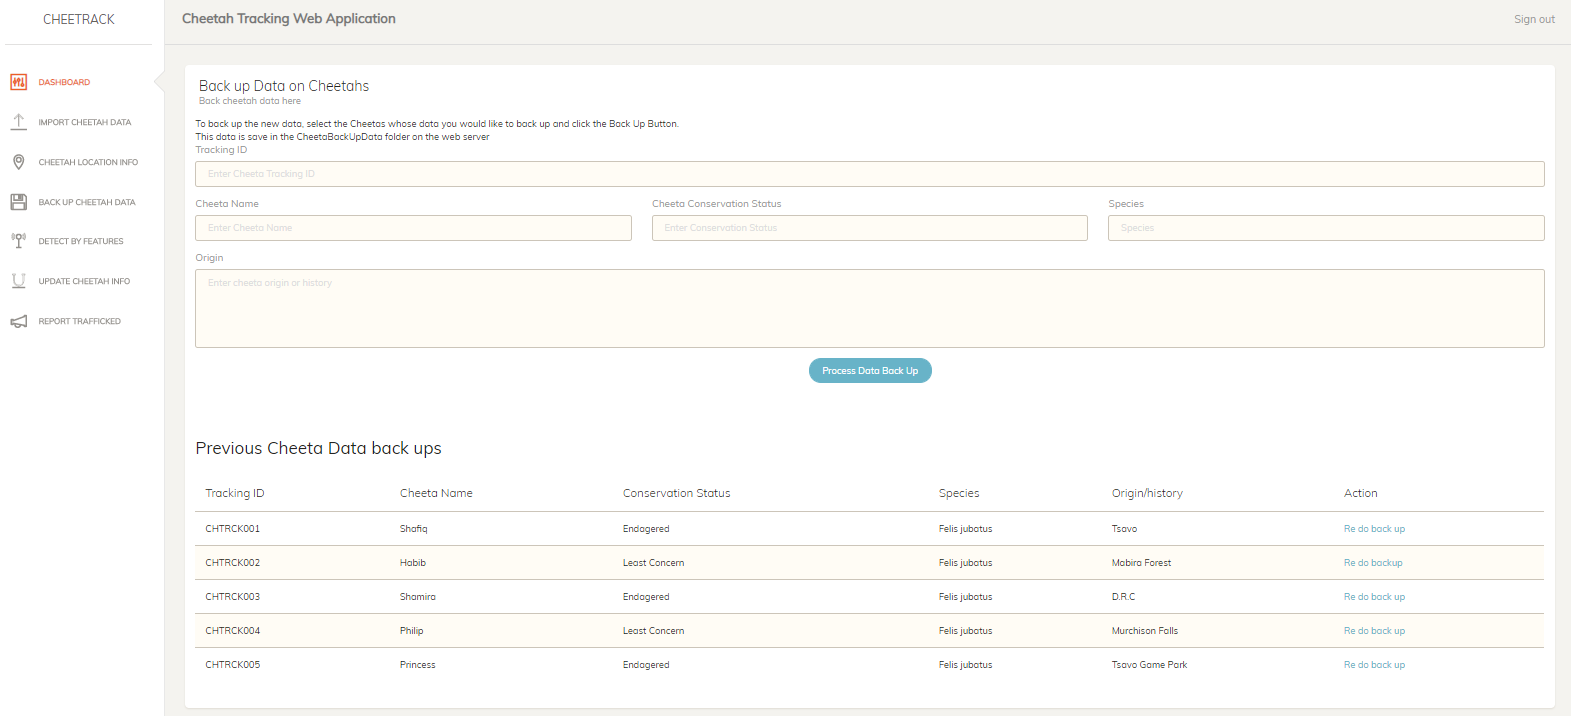 CHEETRACK
Cheetah Tracking Web Application
Sign out
DASHBOARD
IMPORT CHEETAH DATA
CHEETAH LOCATION INFO
BACK UP CHEETAH DATA
DETECT BY FEATURES
UPDATE CHEETAH INFO
REPORT TRAFFICKED
Back up Data on Cheetahs
Back cheetah data here
To back up the new data, select the Cheetas whose data you would like to back up and click the Back Up Button.
This data is save in the CheetaBackUpData folder on the web server
Tracking ID
Enter Cheeta Tracking ID
Cheeta Name Cheeta Conservation Status Species
Enter Cheeta Name Enter Conservation Status Species
Origin
Enter cheeta origin or history
Process Data Back Up
Previous Cheeta Data back ups
Tracking ID Cheeta Name Conservation Status Species Origin/history Action
CHTRCK001 Shafiq Endagered Felis jubatus Tsavo Re do back up
CHTRCK002 Habib Least Concern Felis jubatus Mabira Forest Re do backup
CHTRCK003 Shamira Endagered Felis jubatus D.R.C Re do back up
CHTRCK004 Philip Least Concern Felis jubatus Murchison Falls Re do back up
CHTRCK005 Princess Endagered Felis jubatus Tsavo Game Park Re do back up